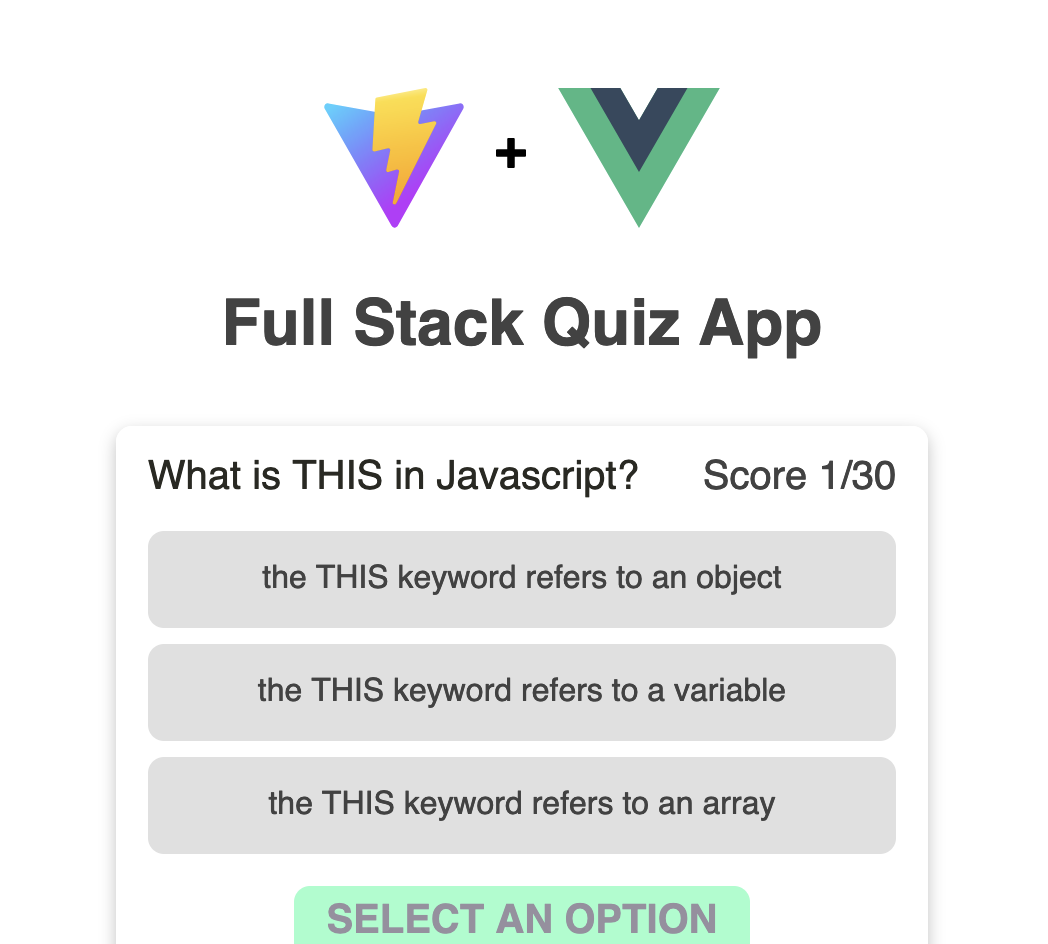 +
Full Stack Quiz App
What is THIS in Javascript? Score 1/30
the THIS keyword refers to an object
the THIS keyword refers to a variable
the THIS keyword refers to an array
SELECT AN OPTION